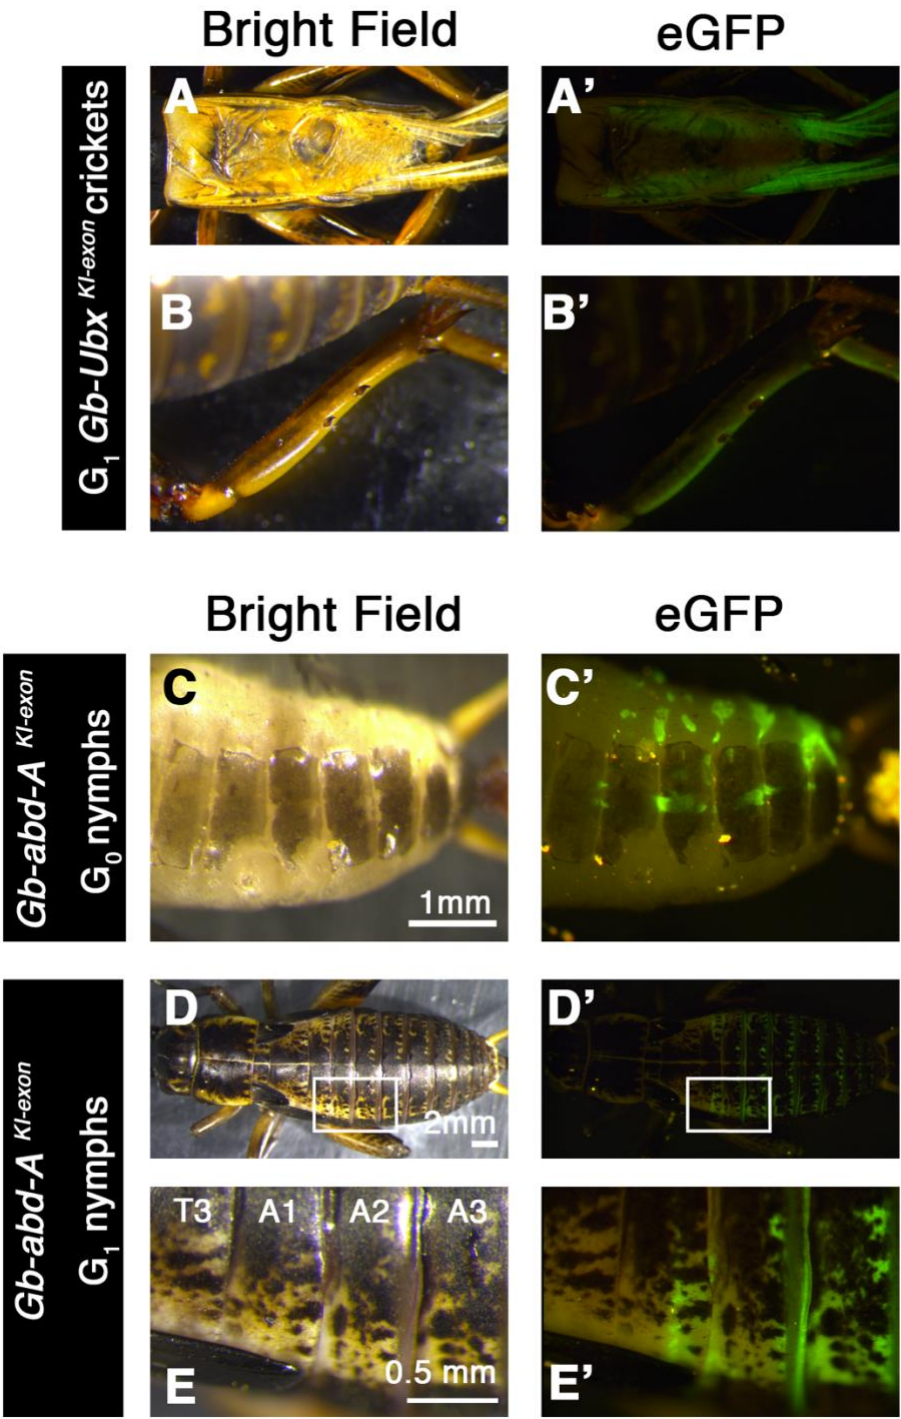 Bright Field eGFP
G1 Gb-Ubx KI-exon crickets
A A’
B B’
Bright Field eGFP
Gb-abd-A KI-exon
G0 nymphs
C C’
1mm
Gb-abd-A KI-exon
G1 nymphs
D D’
2mm
T3 A1 A2 A3
0.5 mm
E E’